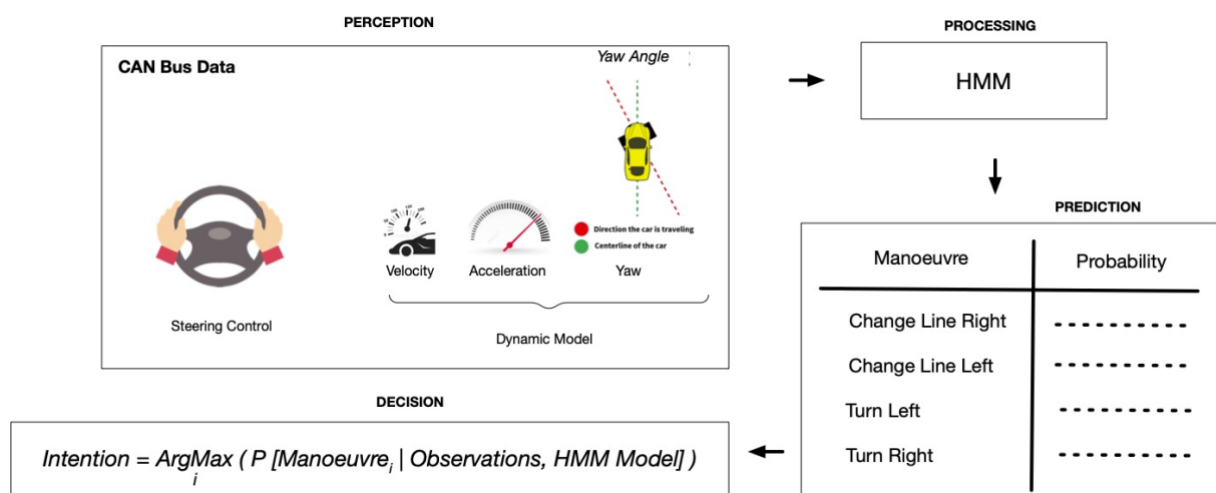 PERCEPTION
CAN Bus Data
Yaw Angle
Direction the car is traveling
Centerline of the car
Velocity
Acceleration
Yaw
Steering Control
Dynamic Model
PROCESSING
HMM
PREDICTION
Manoeuvre Probability
Change Line Right
Change Line Left
Turn Left
Turn Right
DECISION
Intention = ArgMax ( P [Manoeuvreᵢ | Observations, HMM Model] )
i